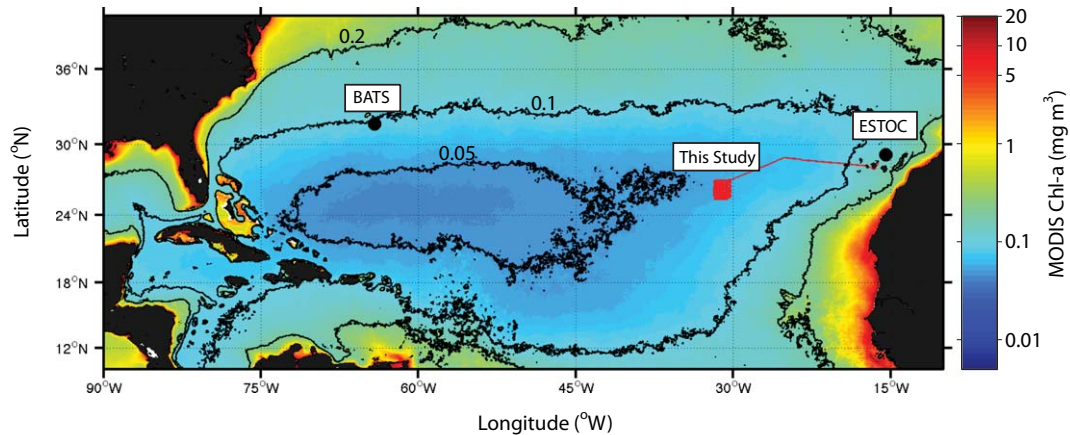 0.2
36°N
BATS
0.1
ESTOC
30°N
0.05
This Study
24°N
18°N
12°N
90°W
75°W
60°W
45°W
30°W
15°W
Latitude (°N)
Longitude (°W)
20
10
5
1
0.1
0.01
MODIS Chl-a (mg m³)